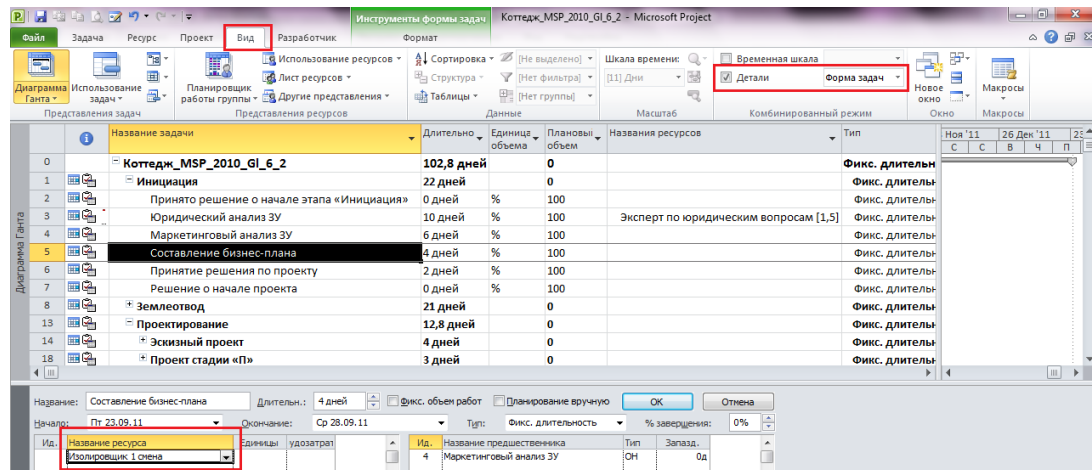 Инструменты формы задач Коттедж_MSP_2010_Gl_6_2 - Microsoft Project
Файл Задача Ресурс Проект Вид Разработчик Формат
Диаграмма Ганта Использование задач Представления задач
Планировщик работы группы Использование ресурсов Лист ресурсов Другие представления Представления ресурсов
Сортировка Структура Таблицы [Не выделено] [Нет фильтра] [Нет группы] Данные
Шкала времени: [11] Дни Масштаб
Временная шкала Детали Форма задач Комбинированный режим
Новое окно Окно Макросы Макросы
Название задачи Длительно Единица объема Плановы объем Названия ресурсов Тип Ноя '11 26 Дек '11 23
С С В Ч П
0 Коттедж_MSP_2010_Gl_6_2 102,8 дней 0 Фикс. длительн
1 Инициация 22 дней 0 Фикс. длительн
2 Принято решение о начале этапа «Инициация» 0 дней % 100 Фикс. длительн
3 Юридический анализ ЗУ 10 дней % 100 Эксперт по юридическим вопросам [1,5] Фикс. длительн
4 Маркетинговый анализ ЗУ 6 дней % 100 Фикс. длительн
5 Составление бизнес-плана 4 дней % 100 Фикс. длительн
6 Принятие решения по проекту 2 дней % 100 Фикс. длительн
7 Решение о начале проекта 0 дней % 100 Фикс. длительн
8 Землеотвод 21 дней 0 Фикс. длительн
13 Проектирование 12,8 дней 0 Фикс. длительн
14 Эскизный проект 4 дней 0 Фикс. длительн
18 Проект стадии «П» 3 дней 0 Фикс. длительн
Диаграмма Ганта
Название: Составление бизнес-плана Длительн.: 4 дней Фикс. объем работ Планирование вручную ОК Отмена
Начало: Пт 23.09.11 Окончание: Ср 28.09.11 Тип: Фикс. длительность % завершения: 0%
Ид. Название ресурса Единицы удозатрат Ид. Название предшественника Тип Запазд.
Изолировщик 1 смена 4 Маркетинговый анализ ЗУ ОН 0д